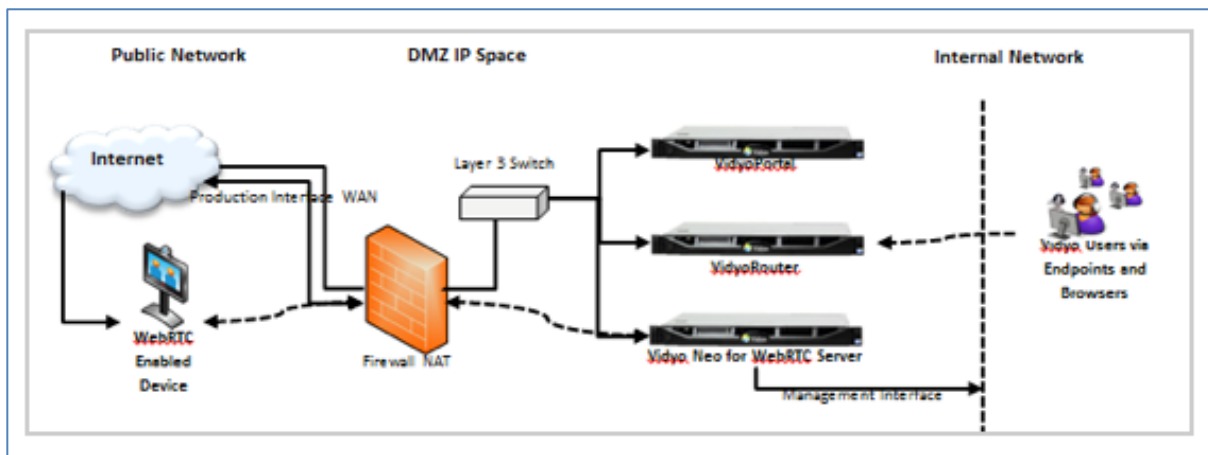 Public Network
DMZ IP Space
Internal Network
Internet
Layer 3 Switch
VidyoPortal
Production Interface WAN
VidyoRouter
Vidyo Users via
Endpoints and
Browsers
WebRTC
Enabled
Device
Firewall NAT
Vidyo Neo for WebRTC Server
Management Interface